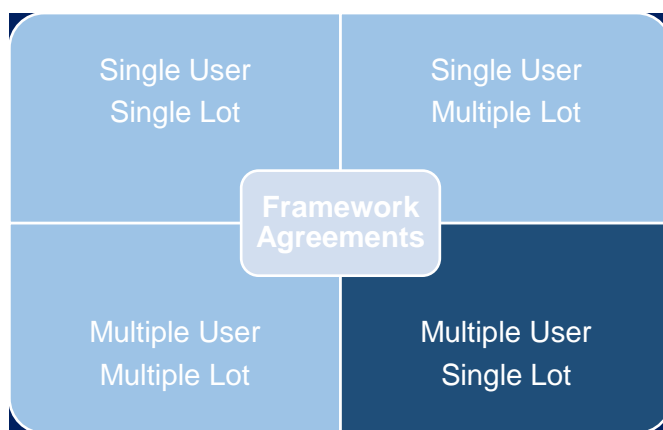 Single User
Single Lot
Single User
Multiple Lot
Framework
Agreements
Multiple User
Multiple Lot
Multiple User
Single Lot